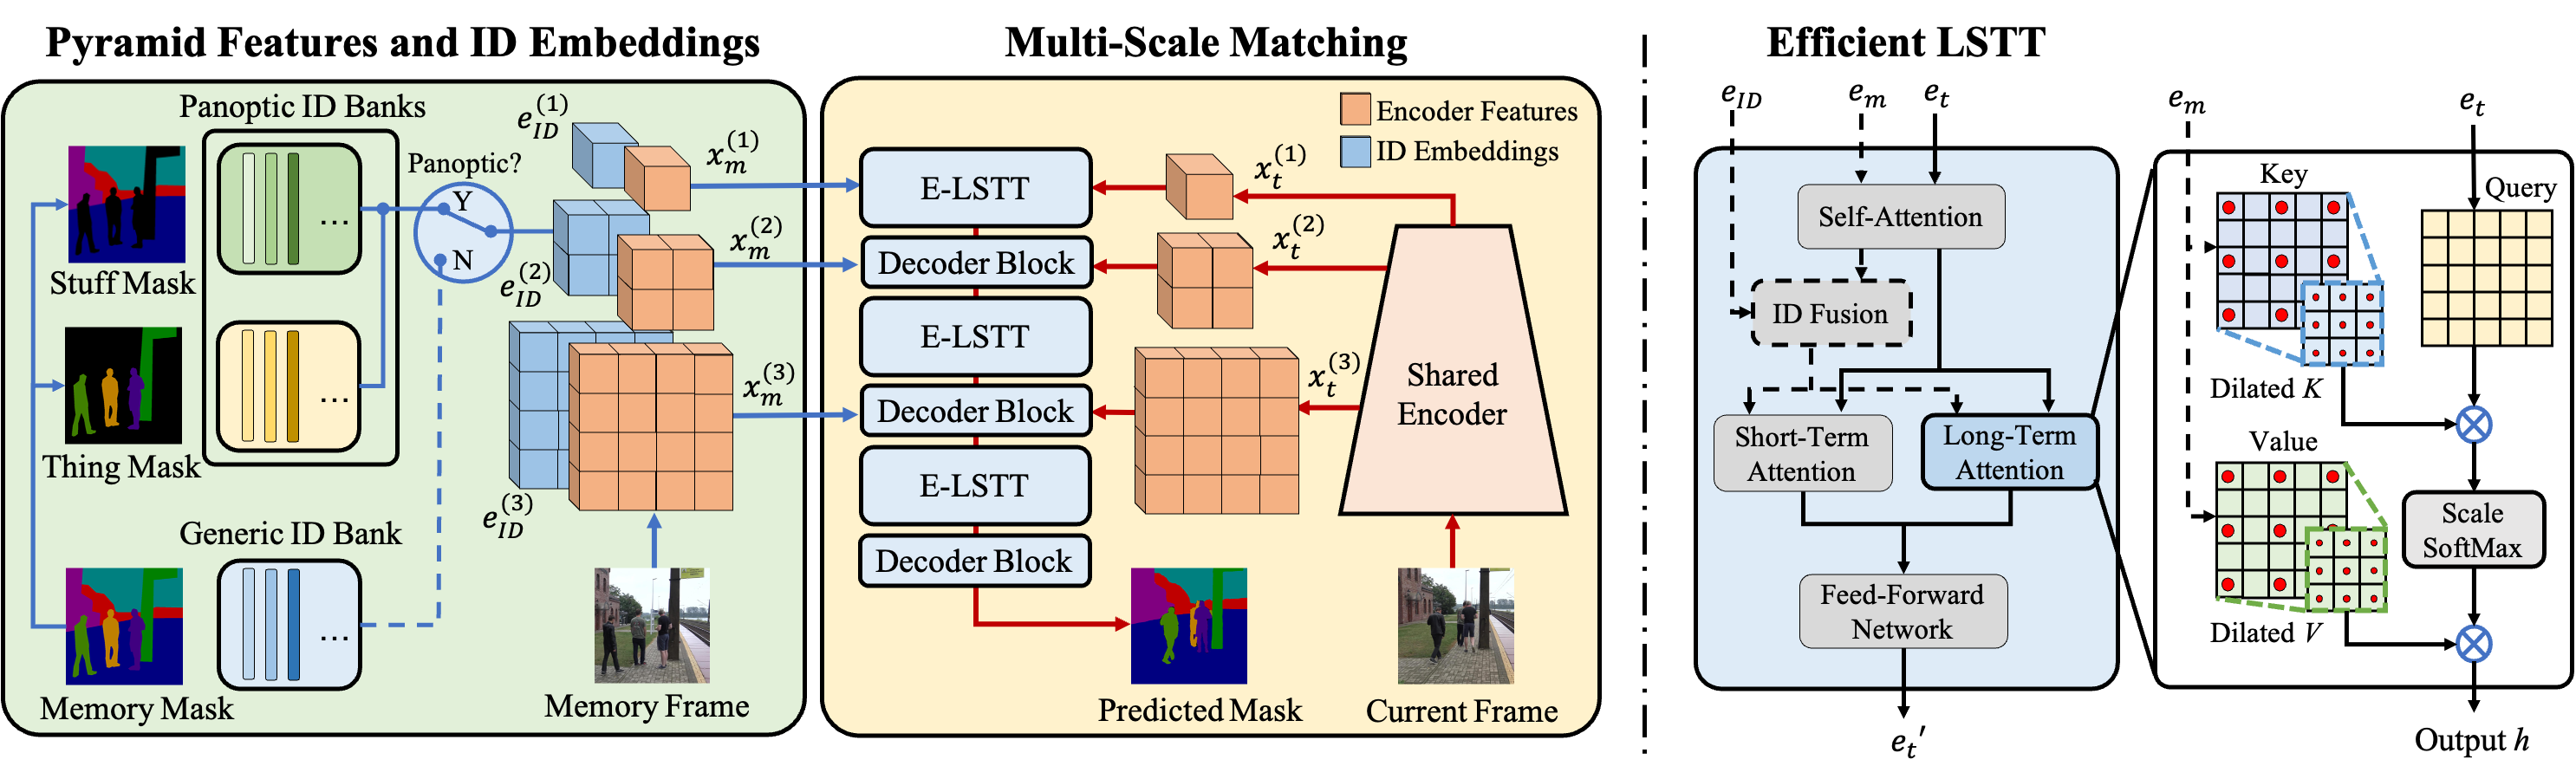 Pyramid Features and ID Embeddings
Panoptic ID Banks
Stuff Mask
Thing Mask
Generic ID Bank
Memory Mask
Panoptic?
Y
N
...
...
...
e_{ID}^{(1)}
e_{ID}^{(2)}
e_{ID}^{(3)}
x_m^{(1)}
x_m^{(2)}
x_m^{(3)}
Memory Frame
Multi-Scale Matching
Encoder Features
ID Embeddings
E-LSTT
Decoder Block
E-LSTT
Decoder Block
E-LSTT
Decoder Block
x_t^{(1)}
x_t^{(2)}
x_t^{(3)}
Shared
Encoder
Predicted Mask
Current Frame
Efficient LSTT
e_{ID}
e_m
e_t
Self-Attention
ID Fusion
Short-Term
Attention
Long-Term
Attention
Feed-Forward
Network
e_t'
e_m
e_t
Key
Query
Dilated K
Value
Dilated V
Scale
SoftMax
Output h